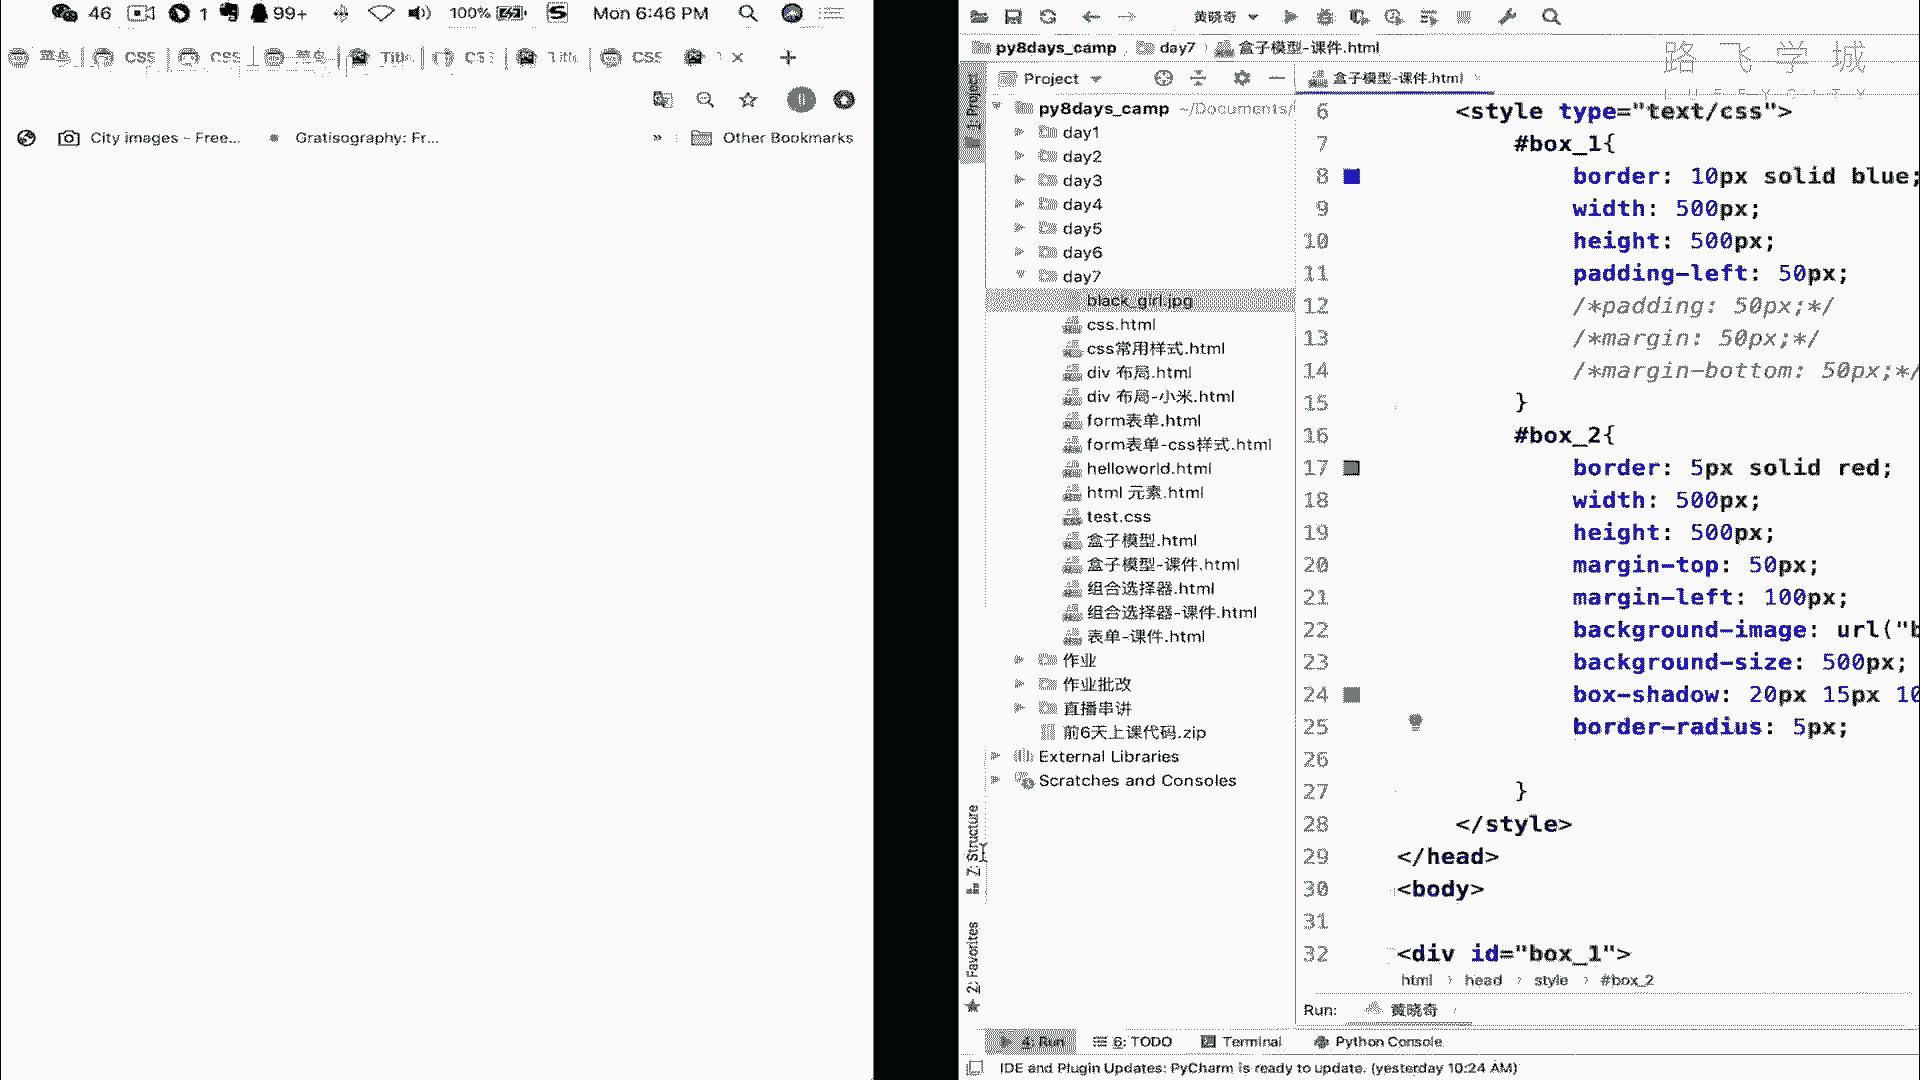 46
1
99+
100%
Mon 6:46 PM
CSS
CSS
CSS
City images - Free...
Gratisography: Fr...
»
Other Bookmarks
黄晓奇
py8days_camp
day7
盒子模型-课件.html
路飞学城
LUFFYCITY
1: Project
Project
盒子模型-课件.html
py8days_camp ~/Documents/
day1
day2
day3
day4
day5
day6
day7
black_girl.jpg
css.html
css常用样式.html
div 布局.html
div 布局-小米.html
form表单.html
form表单-css样式.html
helloworld.html
html 元素.html
test.css
盒子模型.html
盒子模型-课件.html
组合选择器.html
组合选择器-课件.html
表单-课件.html
作业
作业批改
直播串讲
前6天上课代码.zip
External Libraries
Scratches and Consoles
6 <style type="text/css">
7 #box_1{
8 border: 10px solid blue;
9 width: 500px;
10 height: 500px;
11 padding-left: 50px;
12 /*padding: 50px;*/
13 /*margin: 50px;*/
14 /*margin-bottom: 50px;*/
15 }
16 #box_2{
17 border: 5px solid red;
18 width: 500px;
19 height: 500px;
20 margin-top: 50px;
21 margin-left: 100px;
22 background-image: url("b
23 background-size: 500px;
24 box-shadow: 20px 15px 10
25 border-radius: 5px;
26
27 }
28 </style>
29 </head>
30 <body>
31
32 <div id="box_1">
html › head › style › #box_2
Z: Structure
2: Favorites
Run: 黄晓奇
4: Run
6: TODO
Terminal
Python Console
IDE and Plugin Updates: PyCharm is ready to update. (yesterday 10:24 AM)